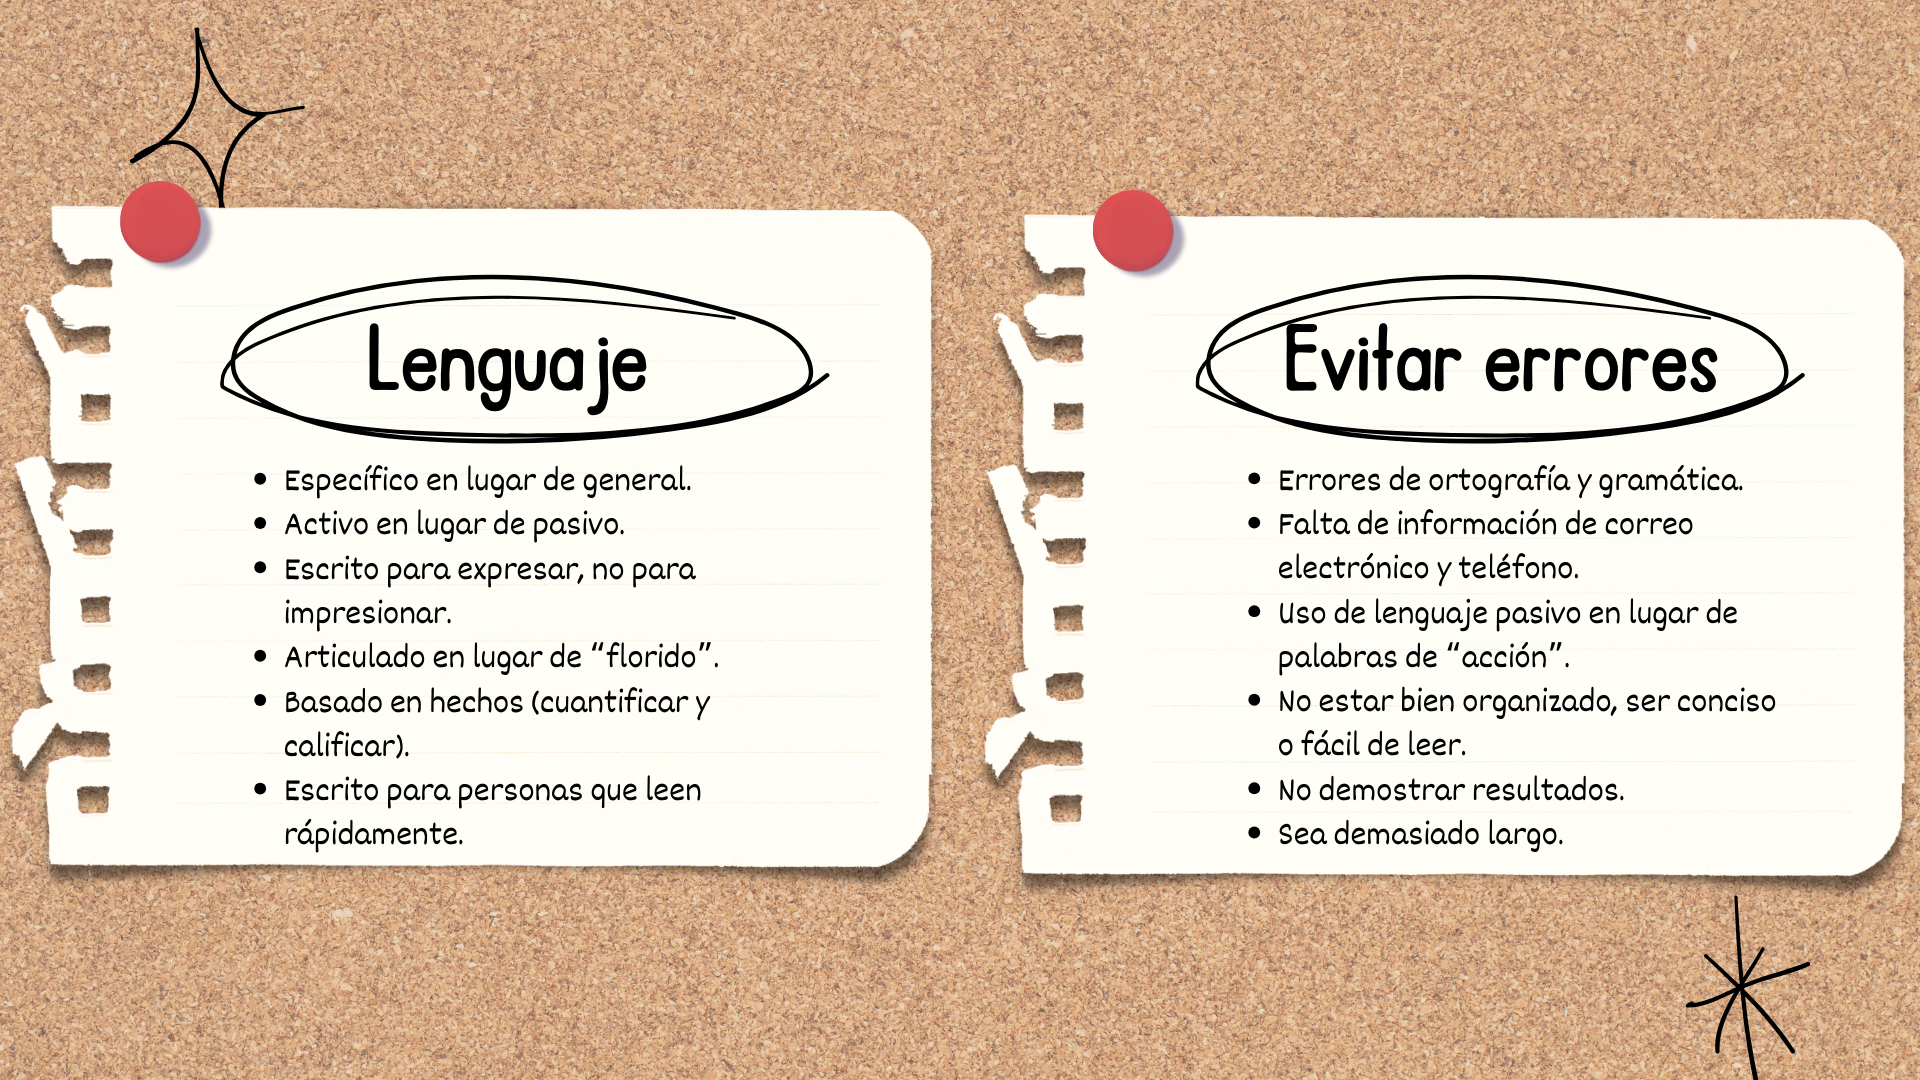 Lenguaje
Específico en lugar de general.
Activo en lugar de pasivo.
Escrito para expresar, no para
impresionar.
Articulado en lugar de “florido”.
Basado en hechos (cuantificar y
calificar).
Escrito para personas que leen
rápidamente.
Evitar errores
Errores de ortografía y gramática.
Falta de información de correo
electrónico y teléfono.
Uso de lenguaje pasivo en lugar de
palabras de “acción”.
No estar bien organizado, ser conciso
o fácil de leer.
No demostrar resultados.
Sea demasiado largo.